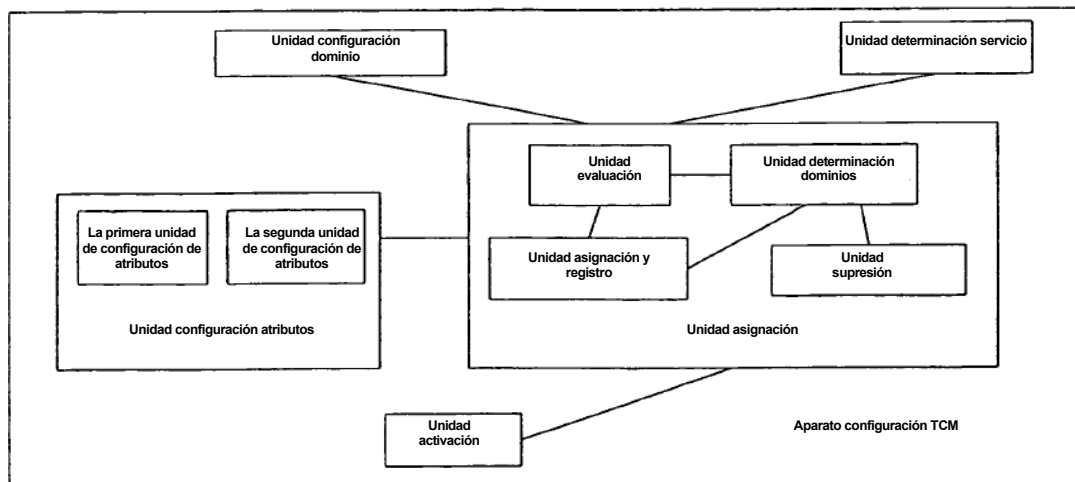 Unidad configuración
dominio
Unidad determinación servicio
Unidad
evaluación
Unidad determinación
dominios
La primera unidad
de configuración de
atributos
La segunda unidad
de configuración de
atributos
Unidad asignación y
registro
Unidad
supresión
Unidad configuración atributos
Unidad asignación
Unidad
activación
Aparato configuración TCM